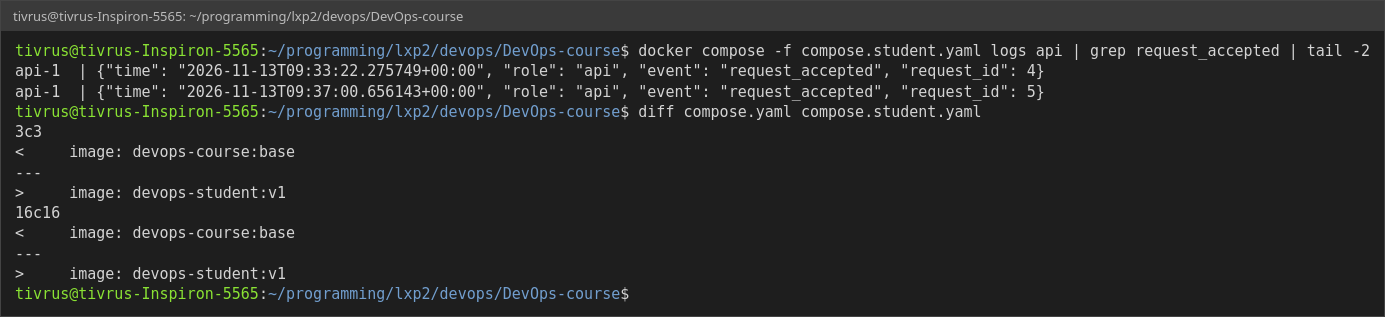 tivrus@tivrus-Inspiron-5565: ~/programming/lxp2/devops/DevOps-course
tivrus@tivrus-Inspiron-5565:~/programming/lxp2/devops/DevOps-course$ docker compose -f compose.student.yaml logs api | grep request_accepted | tail -2
api-1  | {"time": "2026-11-13T09:33:22.275749+00:00", "role": "api", "event": "request_accepted", "request_id": 4}
api-1  | {"time": "2026-11-13T09:37:00.656143+00:00", "role": "api", "event": "request_accepted", "request_id": 5}
tivrus@tivrus-Inspiron-5565:~/programming/lxp2/devops/DevOps-course$ diff compose.yaml compose.student.yaml
3c3
<     image: devops-course:base
---
>     image: devops-student:v1
16c16
<     image: devops-course:base
---
>     image: devops-student:v1
tivrus@tivrus-Inspiron-5565:~/programming/lxp2/devops/DevOps-course$